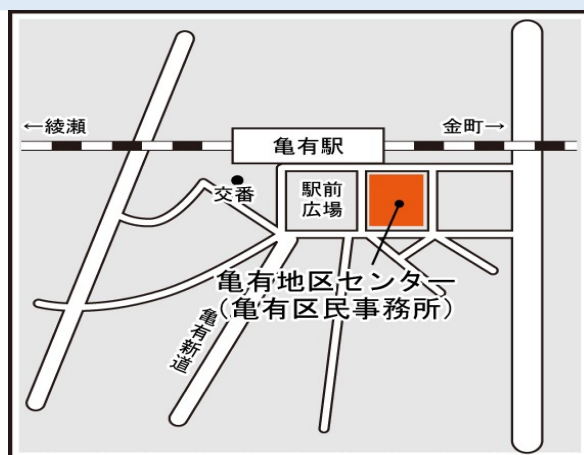 ←綾瀬
金町→
亀有駅
交番
駅前
広場
亀有地区センター
(亀有区民事務所)
亀有新道